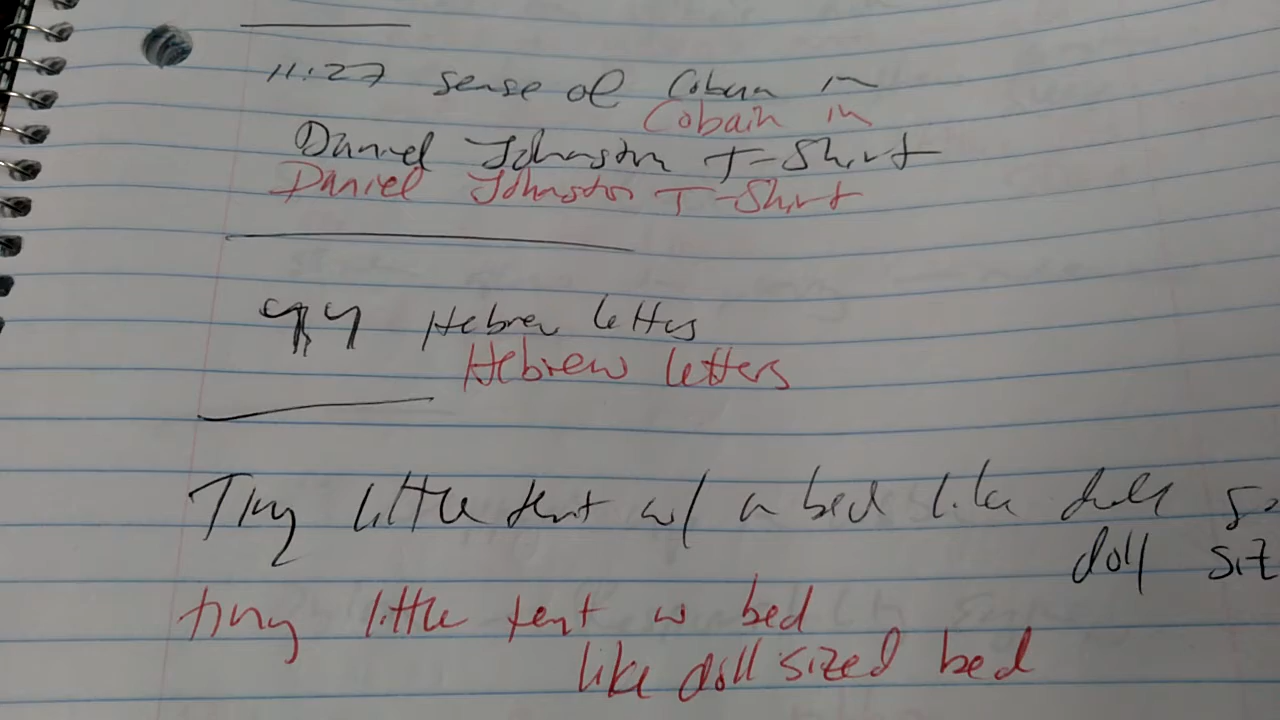 11:27 sense of Cobain in
Cobain in
Daniel Johnston T-Shirt
Daniel Johnston T-Shirt
Hebrew letters
Hebrew letters
Tiny little tent w/ a bed like doll
doll
tiny little tent w bed
like doll sized bed